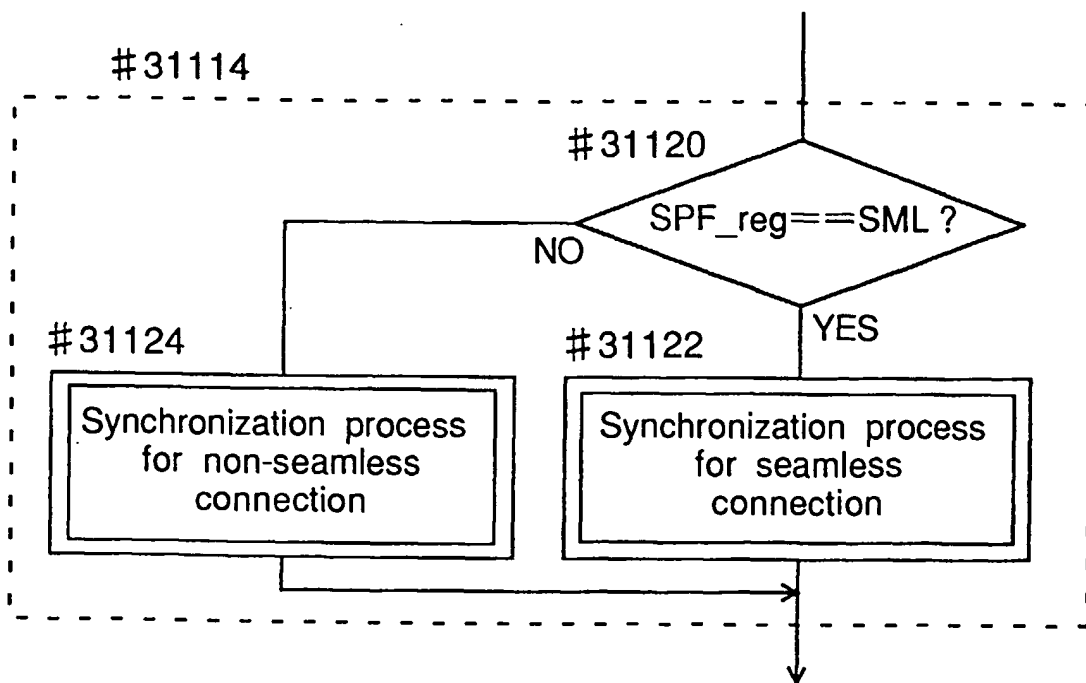 #31114
#31120
SPF_reg==SML ?
NO
YES
#31124
#31122
Synchronization process
for non-seamless
connection
Synchronization process
for seamless
connection